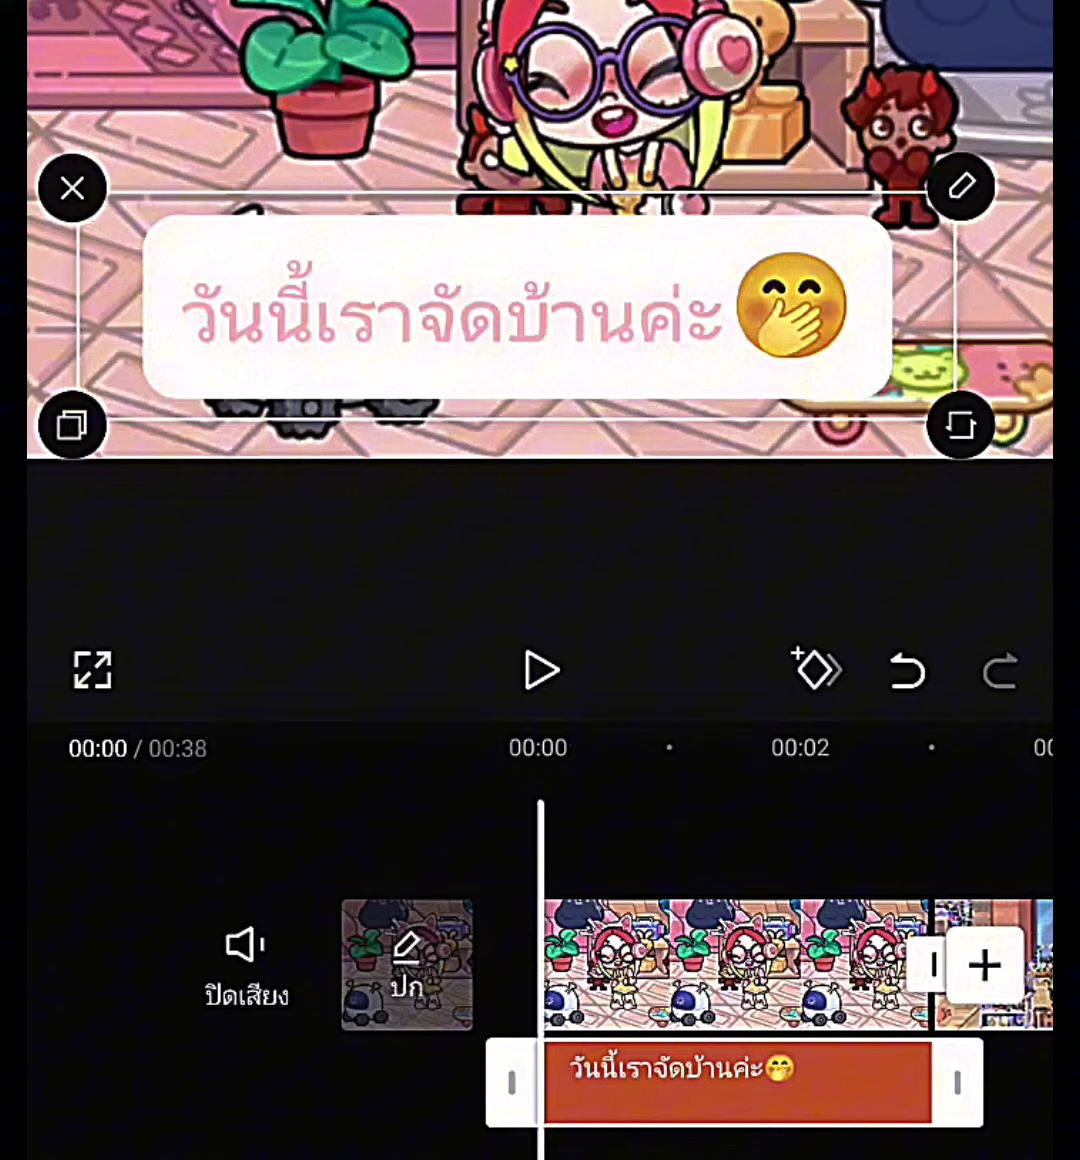 วันนี้เราจัดบ้านค่ะ🤭
00:00 / 00:38
00:00
00:02
ปิดเสียง
ปก
วันนี้เราจัดบ้านค่ะ🤭